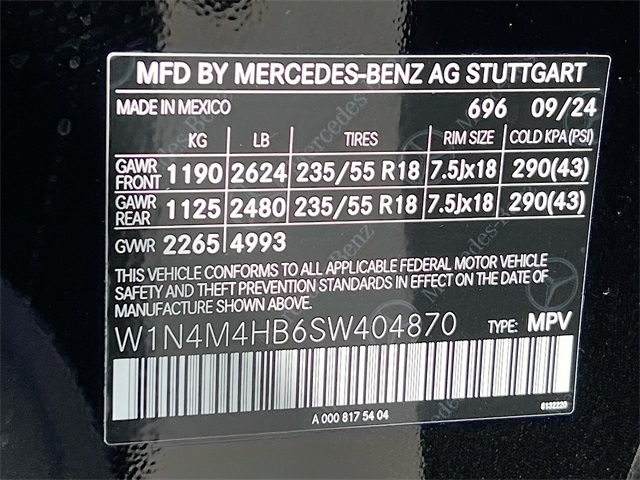 MFD BY MERCEDES-BENZ AG STUTTGART
MADE IN MEXICO 696 09/24
KG LB TIRES RIM SIZE COLD KPA (PSI)
GAWR FRONT 1190 2624 235/55 R18 7.5Jx18 290(43)
GAWR REAR 1125 2480 235/55 R18 7.5Jx18 290(43)
GVWR 2265 4993
THIS VEHICLE CONFORMS TO ALL APPLICABLE FEDERAL MOTOR VEHICLE
SAFETY AND THEFT PREVENTION STANDARDS IN EFFECT ON THE DATE OF
MANUFACTURE SHOWN ABOVE.
W1N4M4HB6SW404870 TYPE: MPV
A 000 817 54 04 8132220